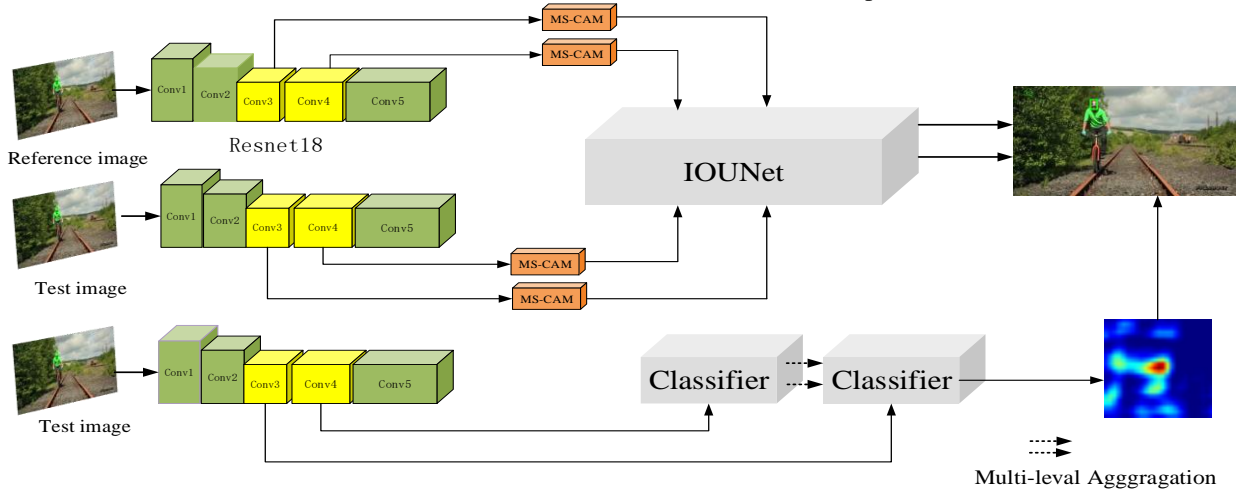 MS-CAM
MS-CAM
Conv1
Conv2
Conv3
Conv4
Conv5
Resnet18
Reference image
IOUNet
Conv1
Conv2
Conv3
Conv4
Conv5
Test image
MS-CAM
MS-CAM
Conv1
Conv2
Conv3
Conv4
Conv5
Test image
Classifier
Classifier
Multi-leval Agggragation